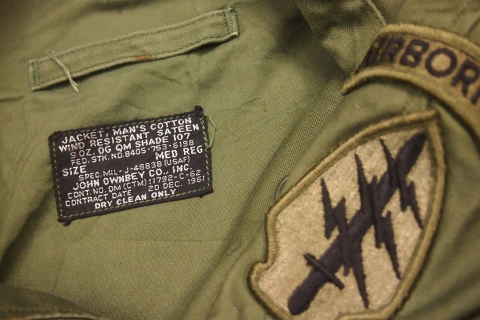 JACKET, MAN'S COTTON
WIND RESISTANT SATEEN
9 OZ. OG QM SHADE 107
FED. STK. NO. 8405-753-6198
SIZE MED REG
SPEC. MIL-J-4883B (USAF)
JOHN OWNBEY CO., INC.
CONT. NO. QM (CTM) 11792-C-62
CONTRACT DATE 20 DEC. 1961
DRY CLEAN ONLY
AIRBORN